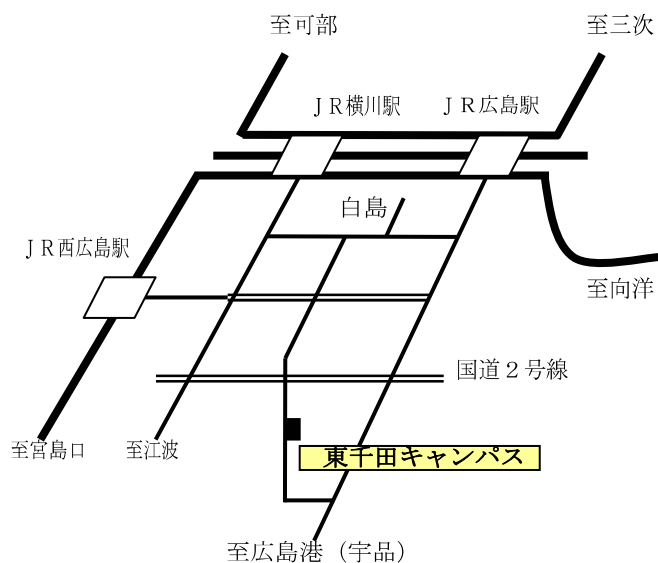 至可部
至三次
ＪＲ横川駅
ＪＲ広島駅
白島
ＪＲ西広島駅
至向洋
国道２号線
至宮島口
至江波
東千田キャンパス
至広島港（宇品）